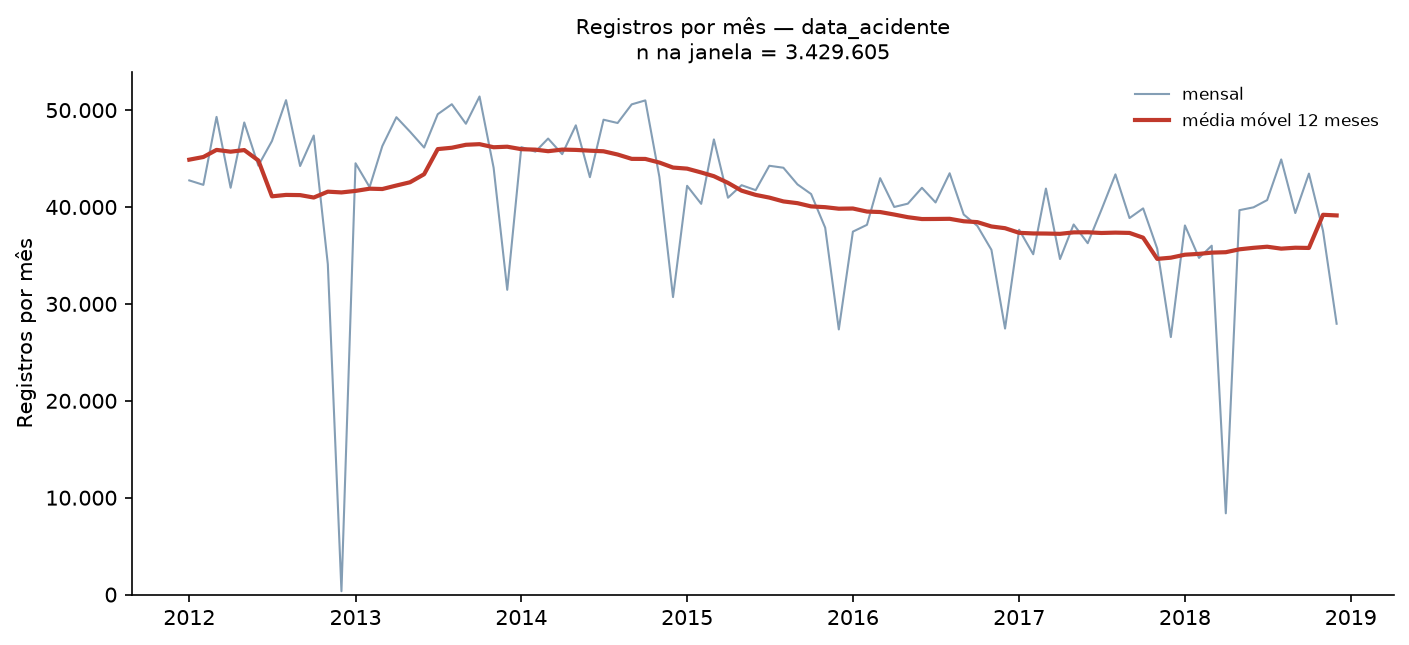 Registros por mês — data_acidente
n na janela = 3.429.605
mensal
média móvel 12 meses
Registros por mês
50.000
40.000
30.000
20.000
10.000
0
2012 2013 2014 2015 2016 2017 2018 2019